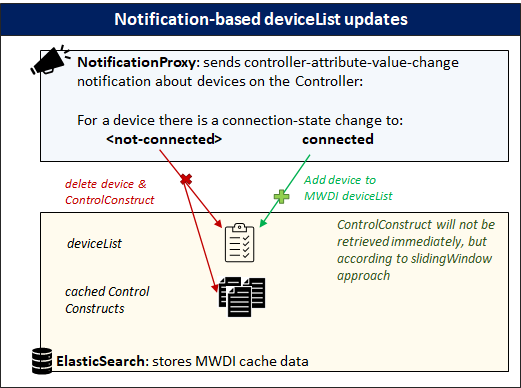 Notification-based deviceList updates
NotificationProxy: sends controller-attribute-value-change
notification about devices on the Controller:
For a device there is a connection-state change to:
<not-connected> connected
delete device &
ControlConstruct
Add device to
MWDI deviceList
deviceList
ControlConstruct will not be
retrieved immediately, but
according to slidingWindow
approach
cached Control
Constructs
ElasticSearch: stores MWDI cache data